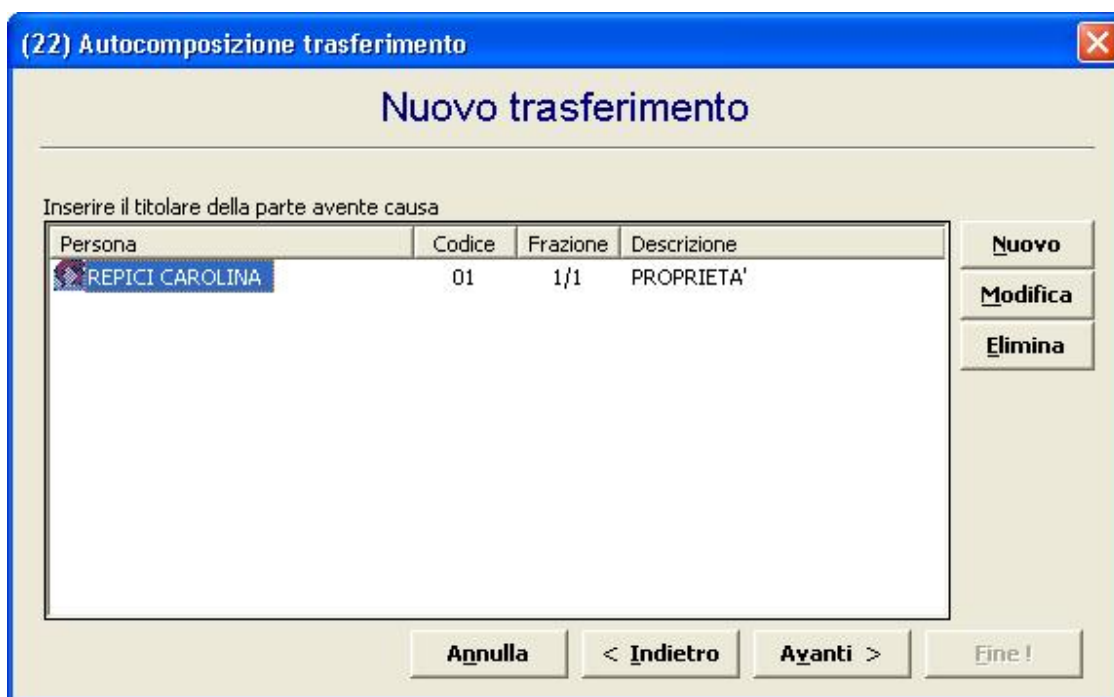 (22) Autocomposizione trasferimento
Nuovo trasferimento
Inserire il titolare della parte avente causa
Persona Codice Frazione Descrizione
REPICI CAROLINA 01 1/1 PROPRIETA'
Nuovo
Modifica
Elimina
Annulla < Indietro Avanti > Fine !